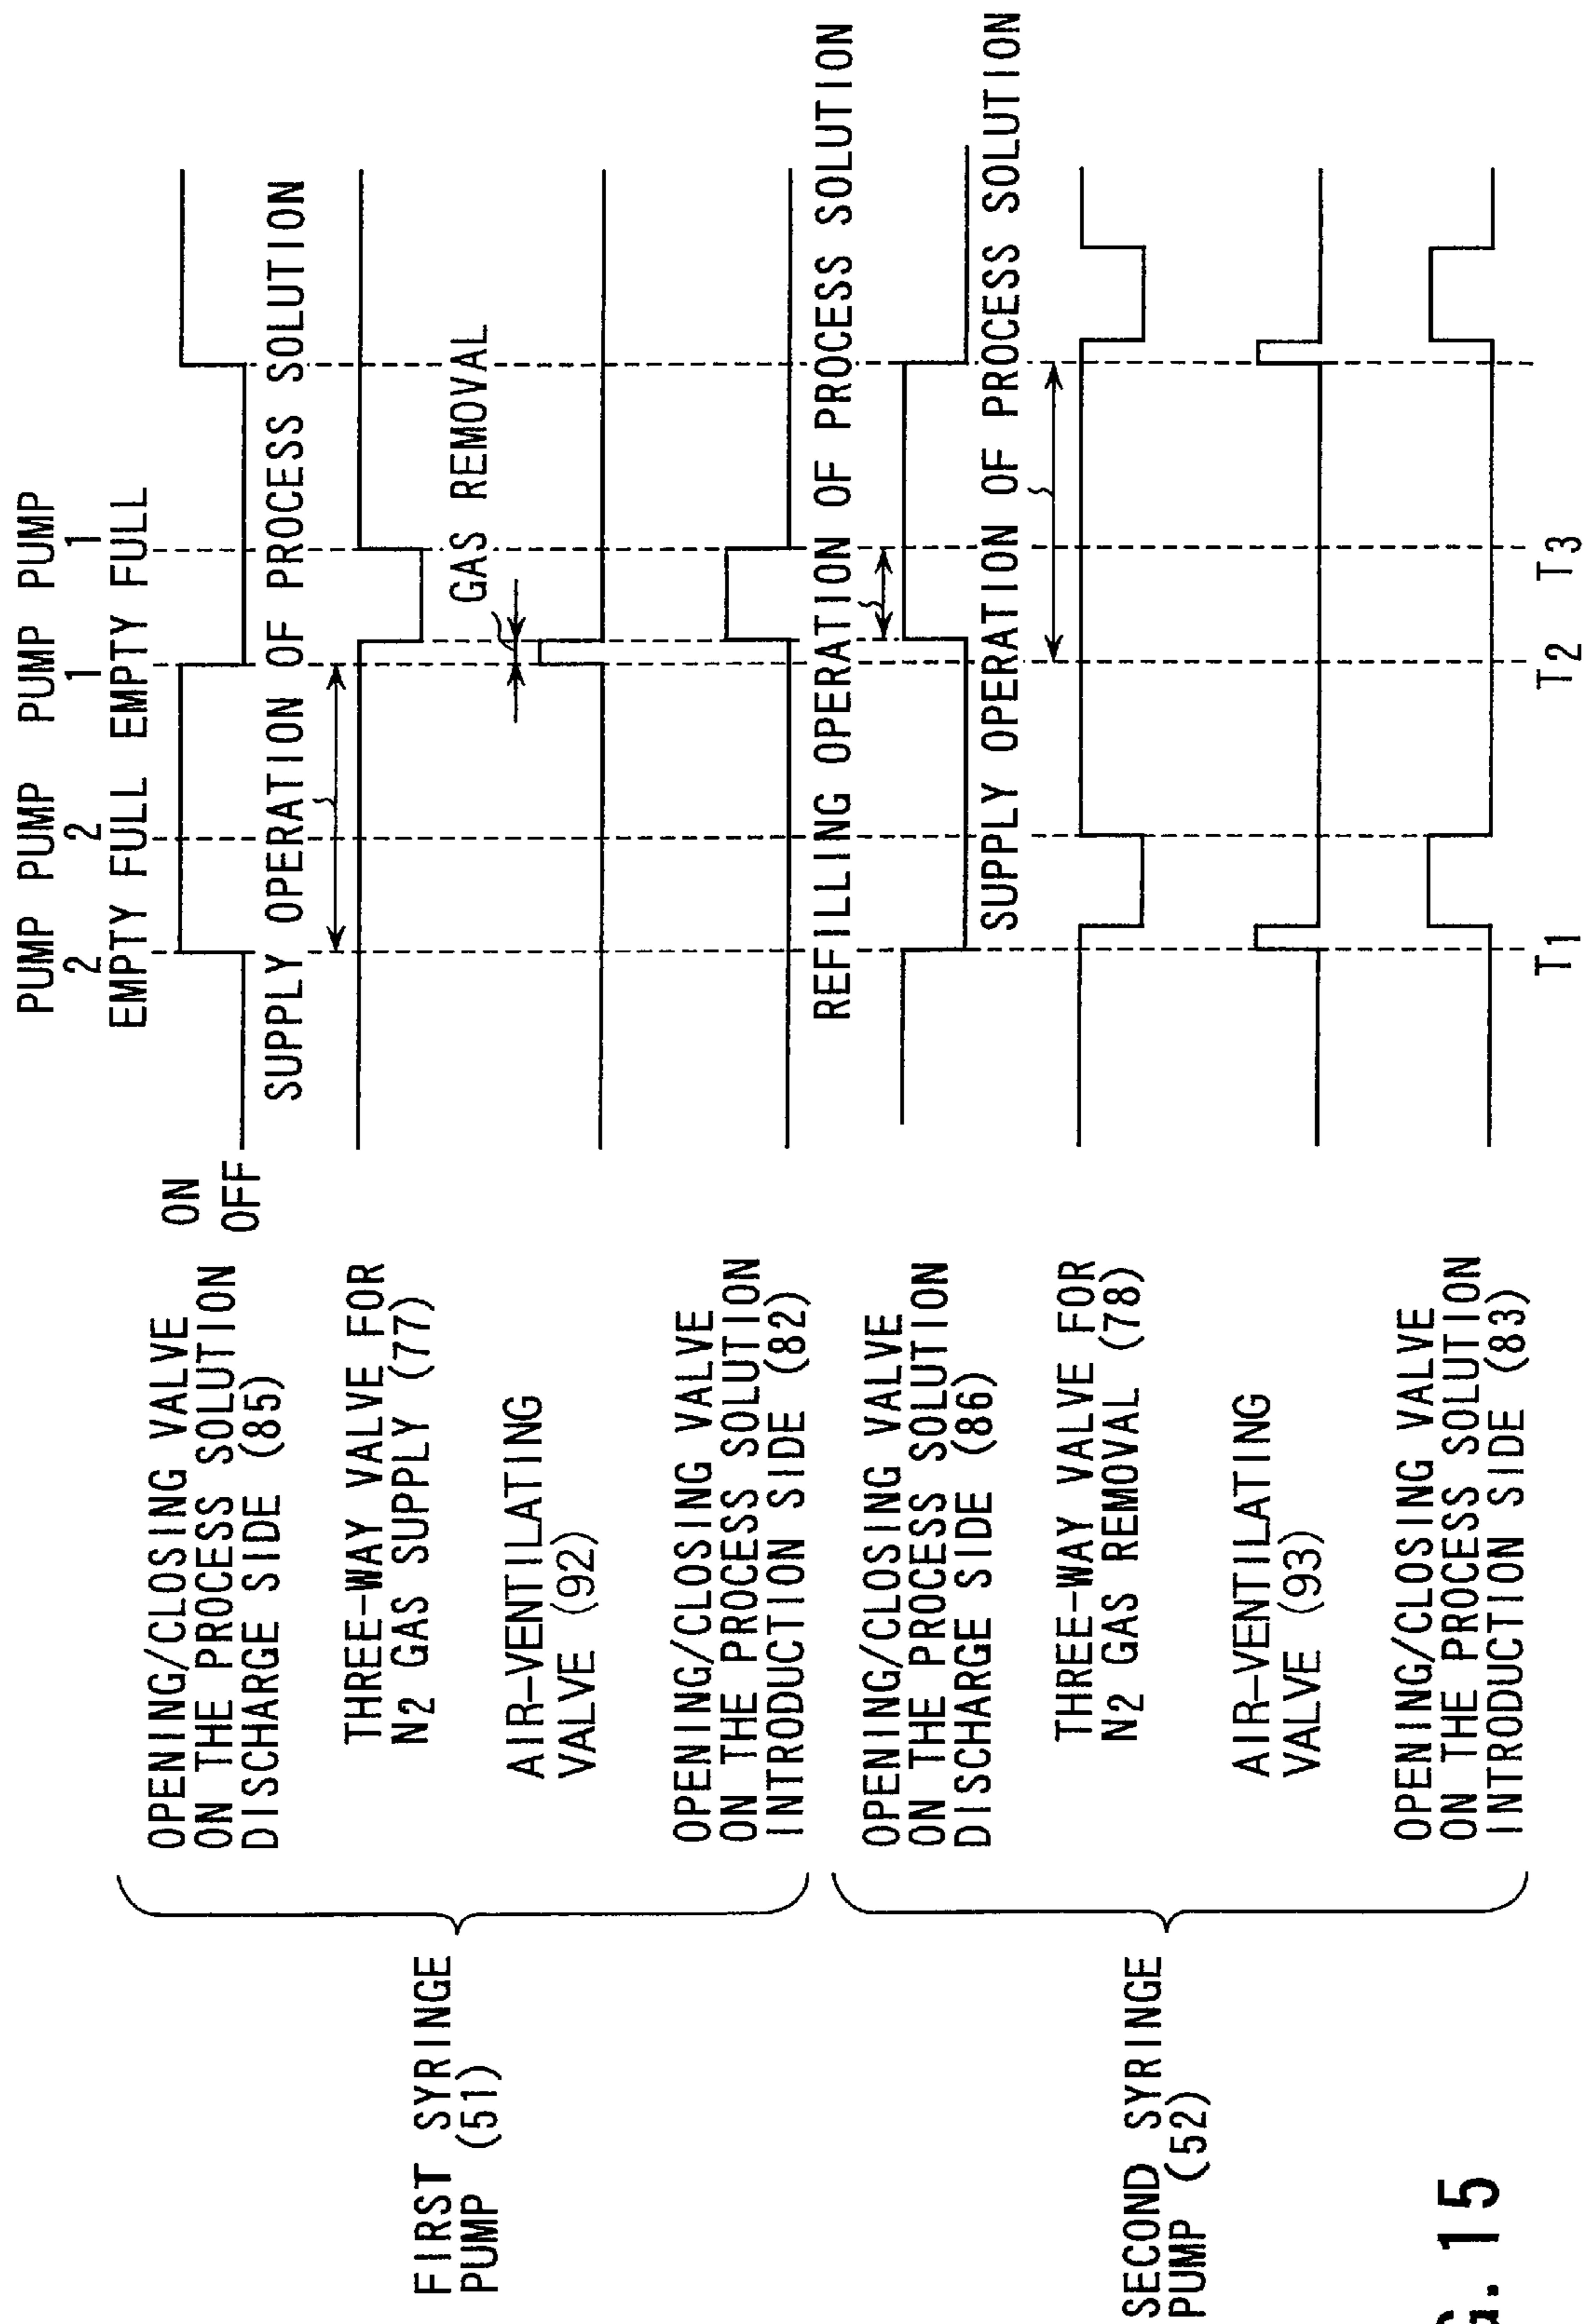 PUMP PUMP PUMP PUMP
2 2 1 1
EMPTY FULL EMPTY FULL
FIRST SYRINGE
PUMP (51)
OPENING/CLOSING VALVE
ON THE PROCESS SOLUTION
DISCHARGE SIDE (85)
ON
OFF
SUPPLY OPERATION OF PROCESS SOLUTION
THREE-WAY VALVE FOR
N2 GAS SUPPLY (77)
GAS REMOVAL
AIR-VENTILATING
VALVE (92)
OPENING/CLOSING VALVE
ON THE PROCESS SOLUTION
INTRODUCTION SIDE (82)
REFILLING OPERATION OF PROCESS SOLUTION
SECOND SYRINGE
PUMP (52)
OPENING/CLOSING VALVE
ON THE PROCESS SOLUTION
DISCHARGE SIDE (86)
SUPPLY OPERATION OF PROCESS SOLUTION
THREE-WAY VALVE FOR
N2 GAS REMOVAL (78)
AIR-VENTILATING
VALVE (93)
OPENING/CLOSING VALVE
ON THE PROCESS SOLUTION
INTRODUCTION SIDE (83)
T1 T2 T3
G. 15